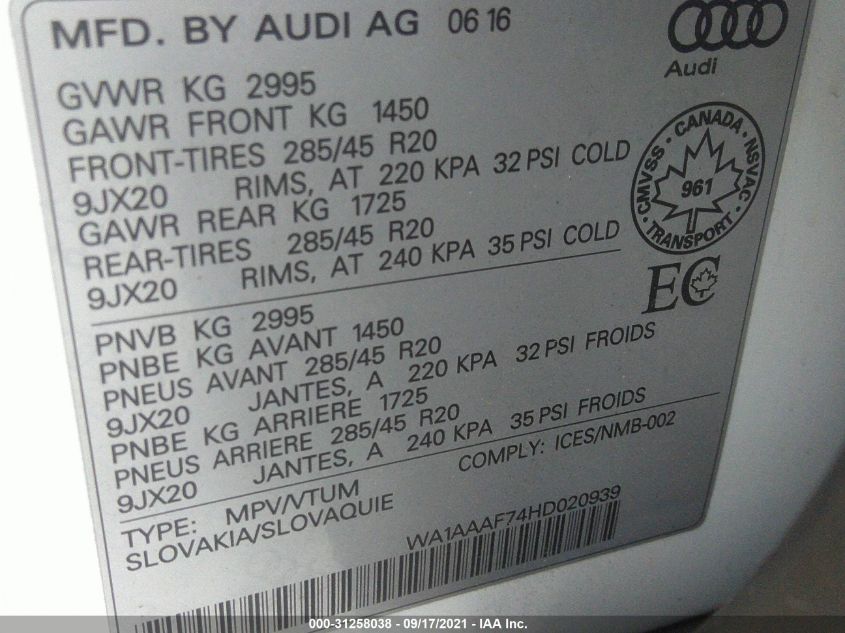 MFD. BY AUDI AG 06 16
Audi
GVWR KG 2995
GAWR FRONT KG 1450
FRONT-TIRES 285/45 R20
9JX20 RIMS, AT 220 KPA 32 PSI COLD
GAWR REAR KG 1725
REAR-TIRES 285/45 R20
9JX20 RIMS, AT 240 KPA 35 PSI COLD
CMVSS · CANADA · NSVAC · TRANSPORT ·
961
EC
PNVB KG 2995
PNBE KG AVANT 1450
PNEUS AVANT 285/45 R20
9JX20 JANTES, A 220 KPA 32 PSI FROIDS
PNBE KG ARRIERE 1725
PNEUS ARRIERE 285/45 R20
9JX20 JANTES, A 240 KPA 35 PSI FROIDS
COMPLY: ICES/NMB-002
TYPE: MPV/VTUM
SLOVAKIA/SLOVAQUIE
WA1AAAF74HD020939
000-31258038 - 09/17/2021 - IAA Inc.